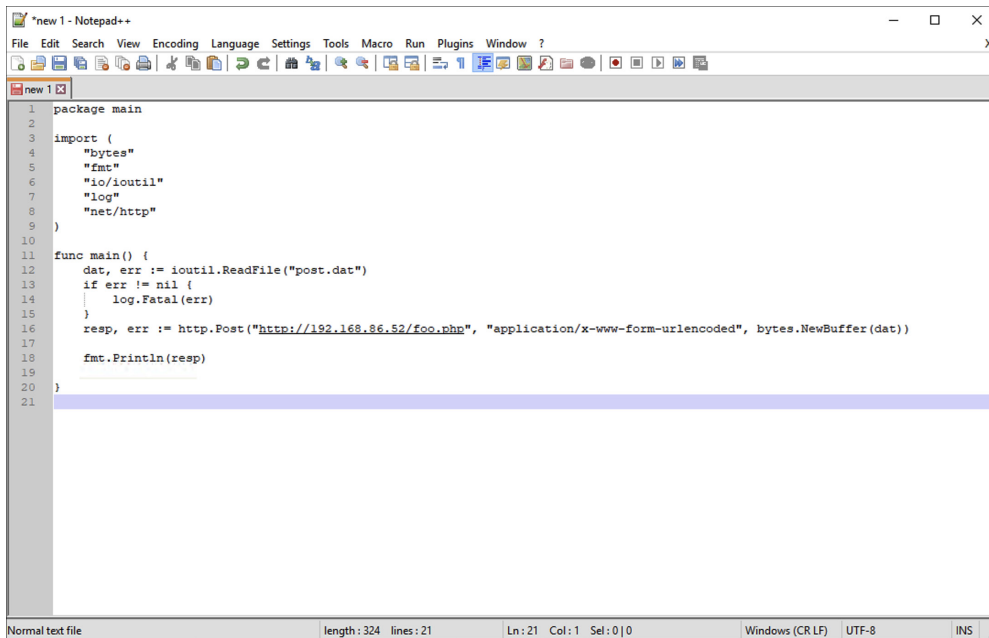 *new 1 - Notepad++
File Edit Search View Encoding Language Settings Tools Macro Run Plugins Window ? X
new 1
1 package main
2
3 import (
4 "bytes"
5 "fmt"
6 "io/ioutil"
7 "log"
8 "net/http"
9 )
10
11 func main() {
12 dat, err := ioutil.ReadFile("post.dat")
13 if err != nil {
14 log.Fatal(err)
15 }
16 resp, err := http.Post("http://192.168.86.52/foo.php", "application/x-www-form-urlencoded", bytes.NewBuffer(dat))
17
18 fmt.Println(resp)
19
20 }
21
Normal text file length : 324 lines : 21 Ln : 21 Col : 1 Sel : 0 | 0 Windows (CR LF) UTF-8 INS